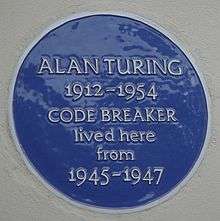 ALAN TURING
1912-1954
CODE BREAKER
lived here
from
1945-1947